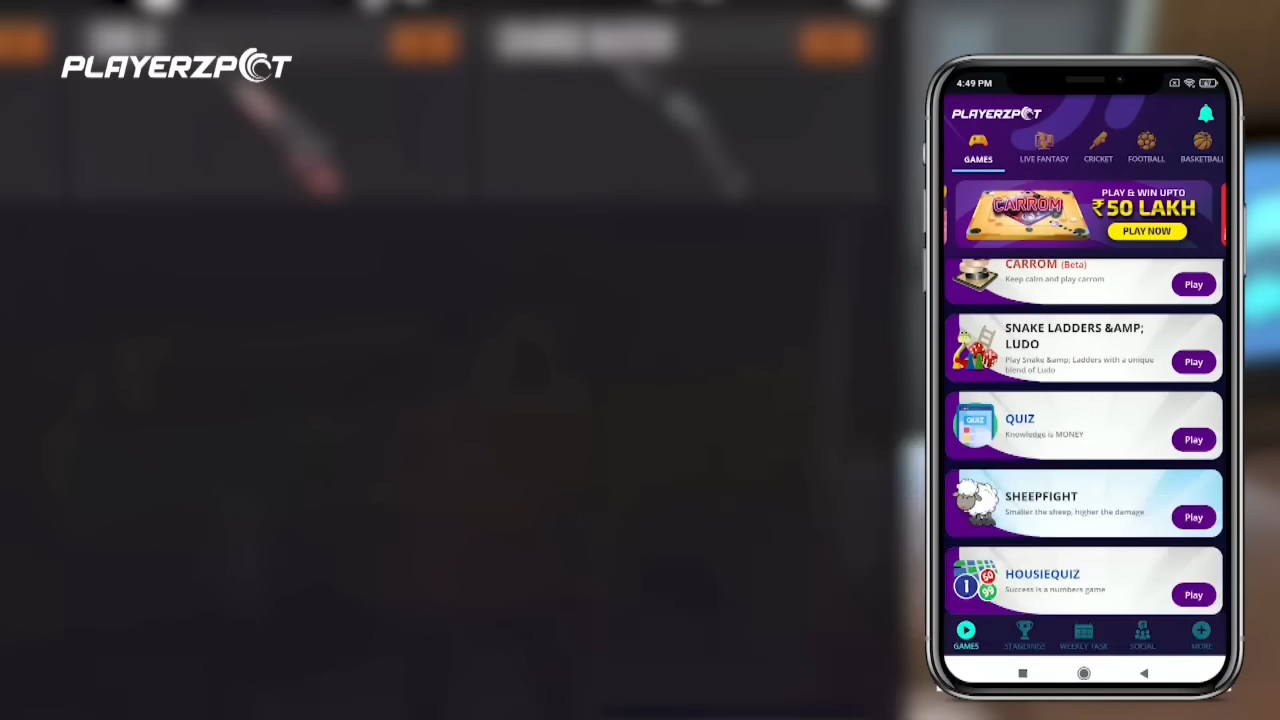 PLAYERZPOT
4:49 PM
PLAYERZPOT
GAMES
LIVE FANTASY
CRICKET
FOOTBALL
BASKETBALL
CARROM
PLAY & WIN UPTO
₹50 LAKH
PLAY NOW
CARROM (Beta)
Keep calm and play carrom
Play
SNAKE LADDERS &AMP;
LUDO
Play Snake &amp; Ladders with a unique
blend of Ludo
Play
QUIZ
QUIZ
Knowledge is MONEY
Play
SHEEPFIGHT
Smaller the sheep, higher the damage
Play
HOUSIEQUIZ
Success is a numbers game
Play
GAMES
STANDINGS
WEEKLY TASK
SOCIAL
MORE